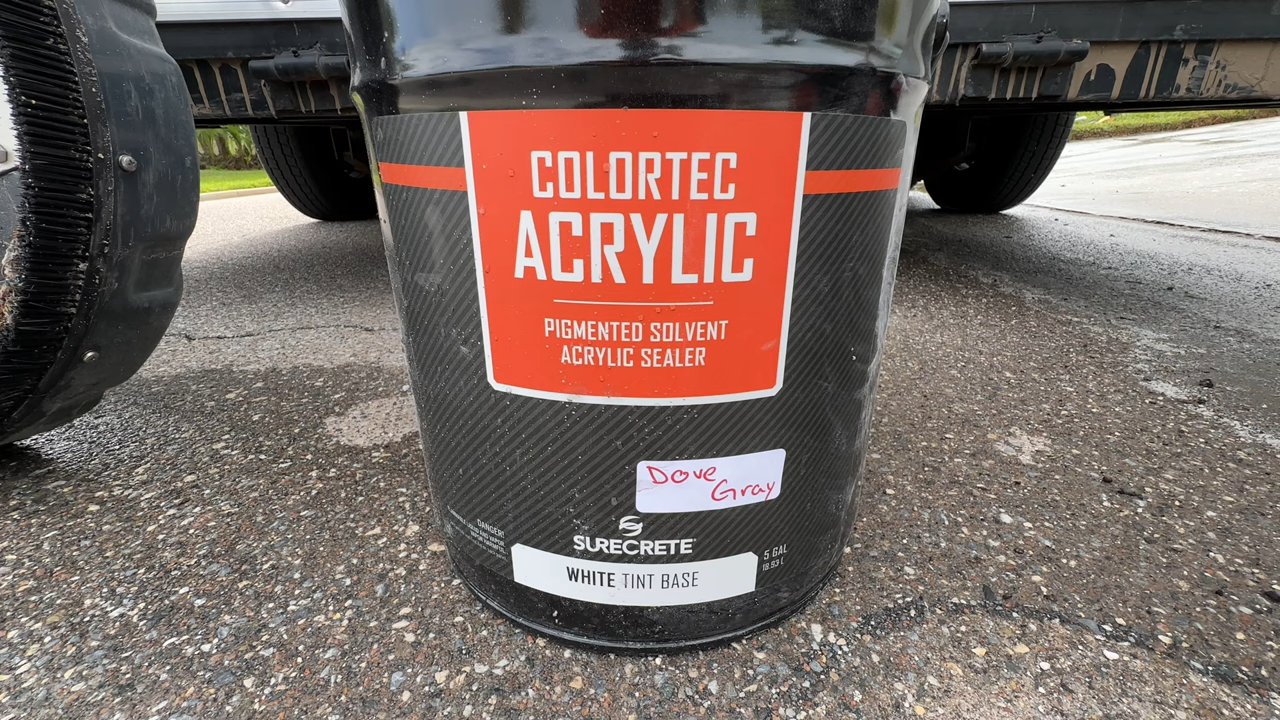 COLORTEC
ACRYLIC
PIGMENTED SOLVENT
ACRYLIC SEALER
Dove
Gray
DANGER!
SURECRETE
5 GAL
18.93 L
WHITE TINT BASE